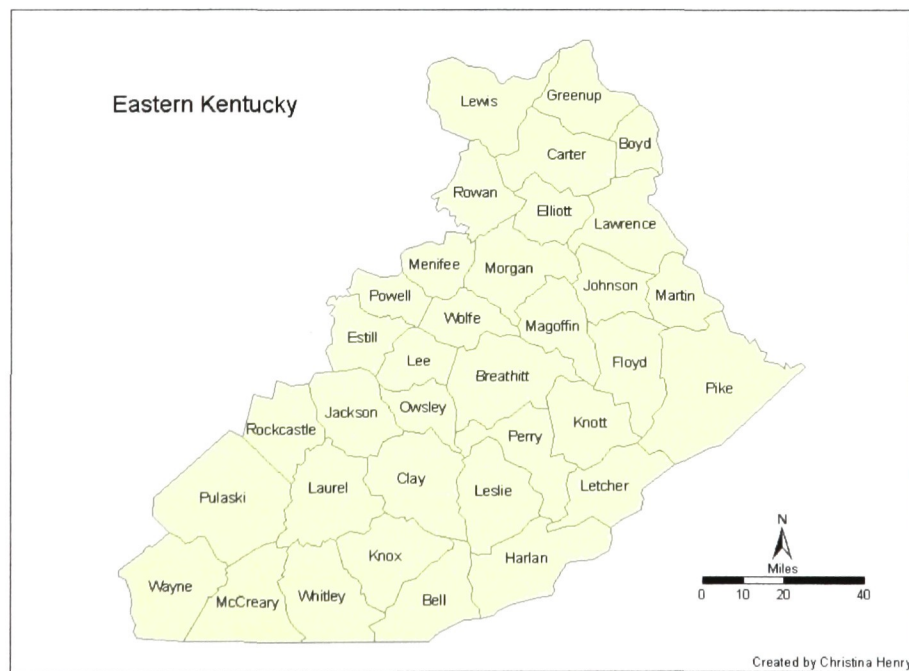 Eastern Kentucky
Lewis
Greenup
Boyd
Carter
Rowan
Elliott
Lawrence
Menifee
Morgan
Johnson
Martin
Powell
Wolfe
Magoffin
Estill
Lee
Floyd
Breathitt
Pike
Jackson
Owsley
Rockcastle
Perry
Knott
Pulaski
Laurel
Clay
Leslie
Letcher
Knox
Harlan
Wayne
McCreary
Whitley
Bell
N
Miles
0 10 20 40
Created by Christina Henry